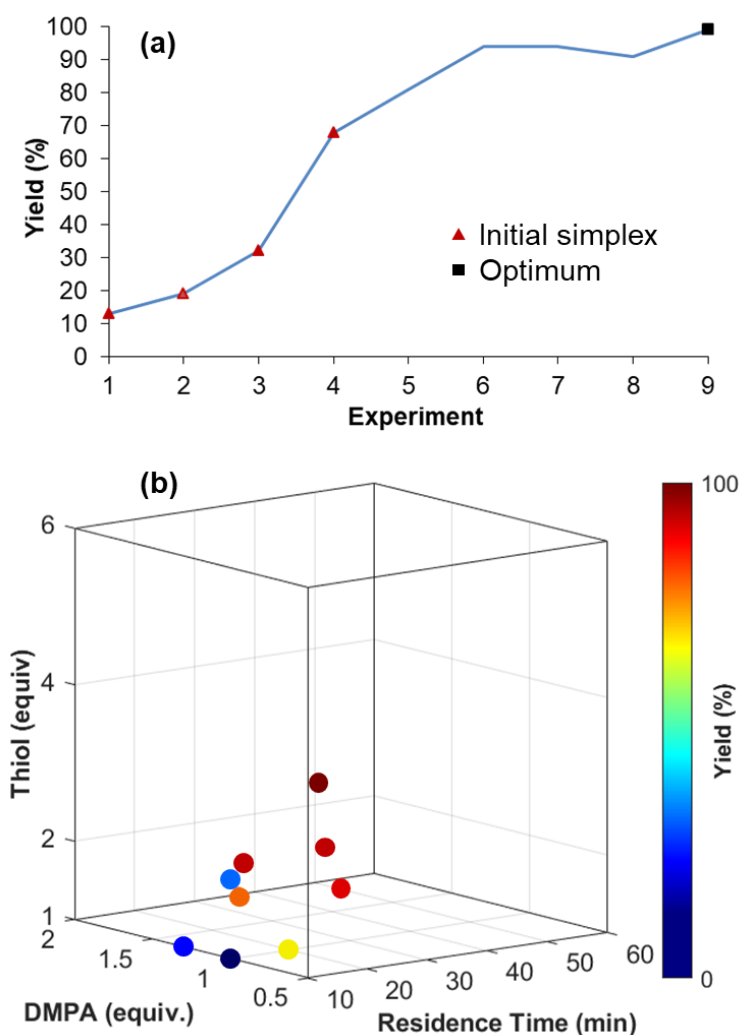 (a)
Yield (%)
100
90
80
70
60
50
40
30
20
10
0
Initial simplex
Optimum
1 2 3 4 5 6 7 8 9
Experiment
(b)
Thiol (equiv)
6
4
2
1
2 1.5 1 0.5
DMPA (equiv.)
10 20 30 40 50 60
Residence Time (min)
100
Yield (%)
0